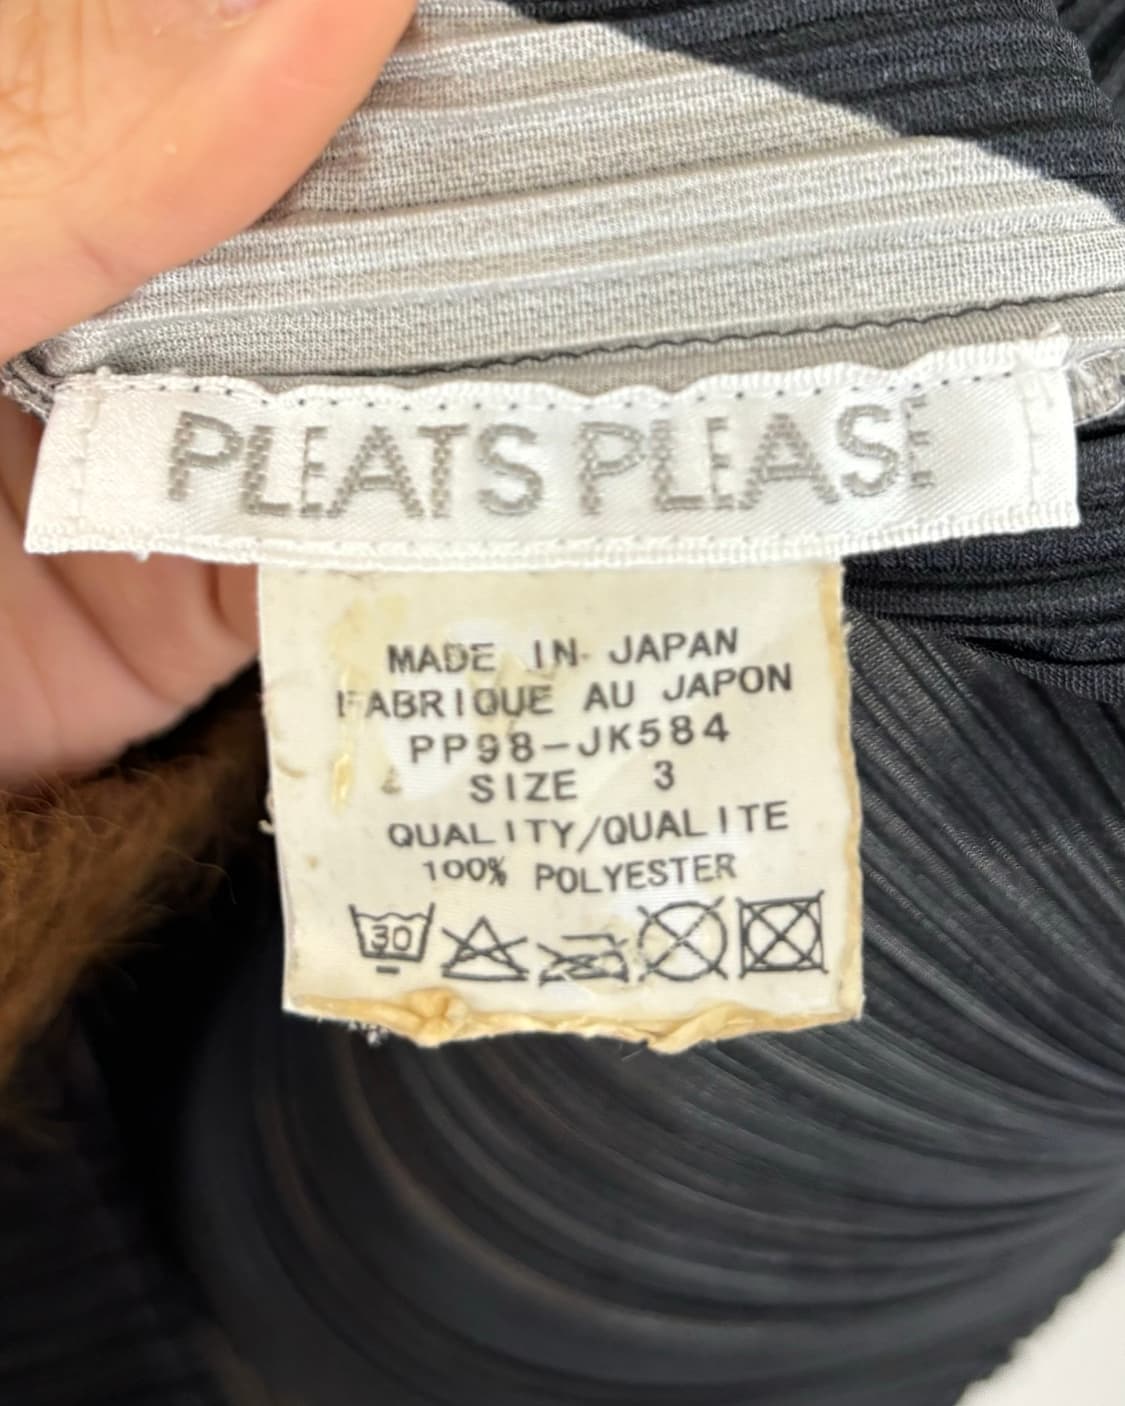 PLEATS PLEASE
MADE IN JAPAN
FABRIQUE AU JAPON
PP98-JK584
SIZE 3
QUALITY/QUALITE
100% POLYESTER
30